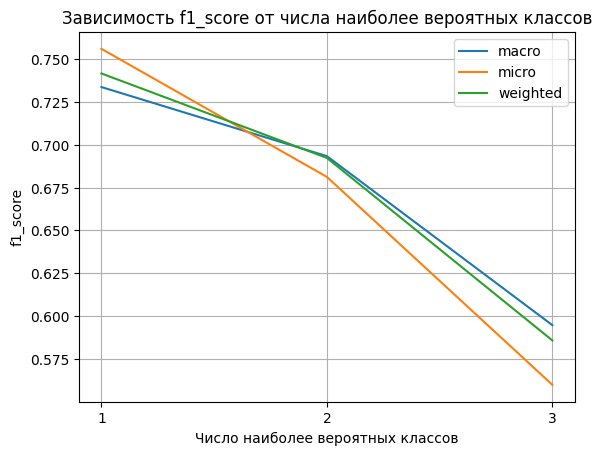 Зависимость f1_score от числа наиболее вероятных классов
macro
micro
weighted
0.750
0.725
0.700
0.675
0.650
0.625
0.600
0.575
f1_score
1 2 3
Число наиболее вероятных классов